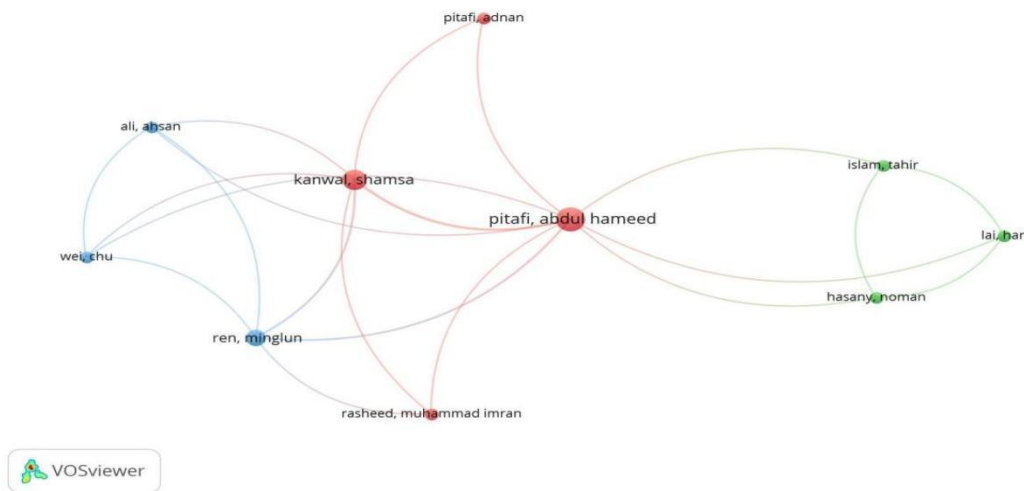 pitafi, adnan
ali, ahsan
islam, tahir
kanwal, shamsa
pitafi, abdul hameed
lai, har
wei, chu
hasany, noman
ren, minglun
rasheed, muhammad imran
VOSviewer